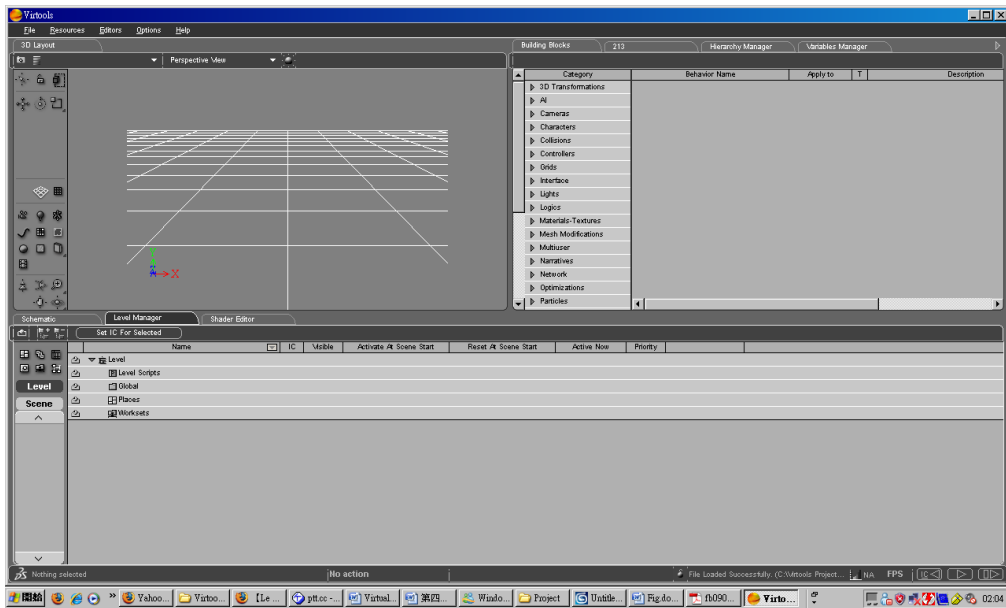 Virtools
File Resources Editors Options Help
3D Layout
Perspective View
X
Building Blocks 213 Hierarchy Manager Variables Manager
Category Behavior Name Apply to T Description
3D Transformations
AI
Cameras
Characters
Collisions
Controllers
Grids
Interface
Lights
Logics
Materials-Textures
Mesh Modifications
Multiuser
Narratives
Network
Optimizations
Particles
Schematic Level Manager Shader Editor
Set IC For Selected
Name IC Visible Activate At Scene Start Reset At Scene Start Active Now Priority
Level
Level Scripts
Global
Places
Worksets
Level
Scene
Nothing selected No action File Loaded Successfully. (C:\Virtools Project... NA FPS IC
開始 Yahoo... Virtoo... [Le ... ptt.cc -... Virtual... 第四... Windo... Project Untitle... Fig.do... fb090... Virto... 02:04